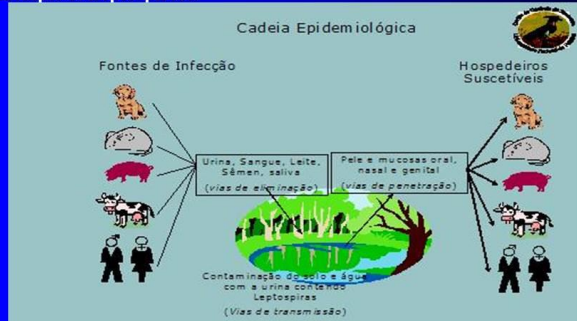 Cadeia Epidemiológica
Fontes de Infecção
Hospedeiros
Suscetíveis
Urina, Sangue, Leite,
Sêmen, saliva
(vias de eliminação)
Pele e mucosas oral,
nasal e genital
(vias de penetração)
Contaminação do solo e água
com a urina contendo
Leptospiras
(Vias de transmissão)